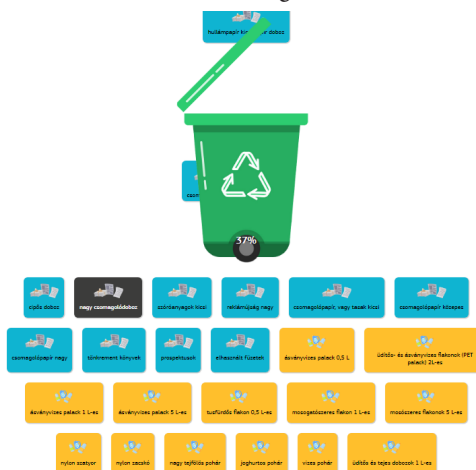 hullámpapír kis
doboz
37%
cipős doboz
nagy csomagolódoboz
szóróanyagok kicsi
reklámújság nagy
csomagolópapír, vagy tasak kicsi
csomagolópapír közepes
csomagolópapír nagy
tönkrement könyvek
prospektusok
elhasznált füzetek
ásványvizes palack 0,5 L
üdítős- és ásványvizes flakonok (PET
palack) 2L-es
ásványvizes palack 1 L-es
ásványvizes palack 5 L-es
tusfürdős flakon 0,5 L-es
mosogatószeres flakon 1 L-es
mosószeres flakonok 5 L-es
nylon szatyor
nylon zacskó
nagy tejfölös pohár
joghurtos pohár
vizes pohár
üdítős és tejes dobozok 1 L-es